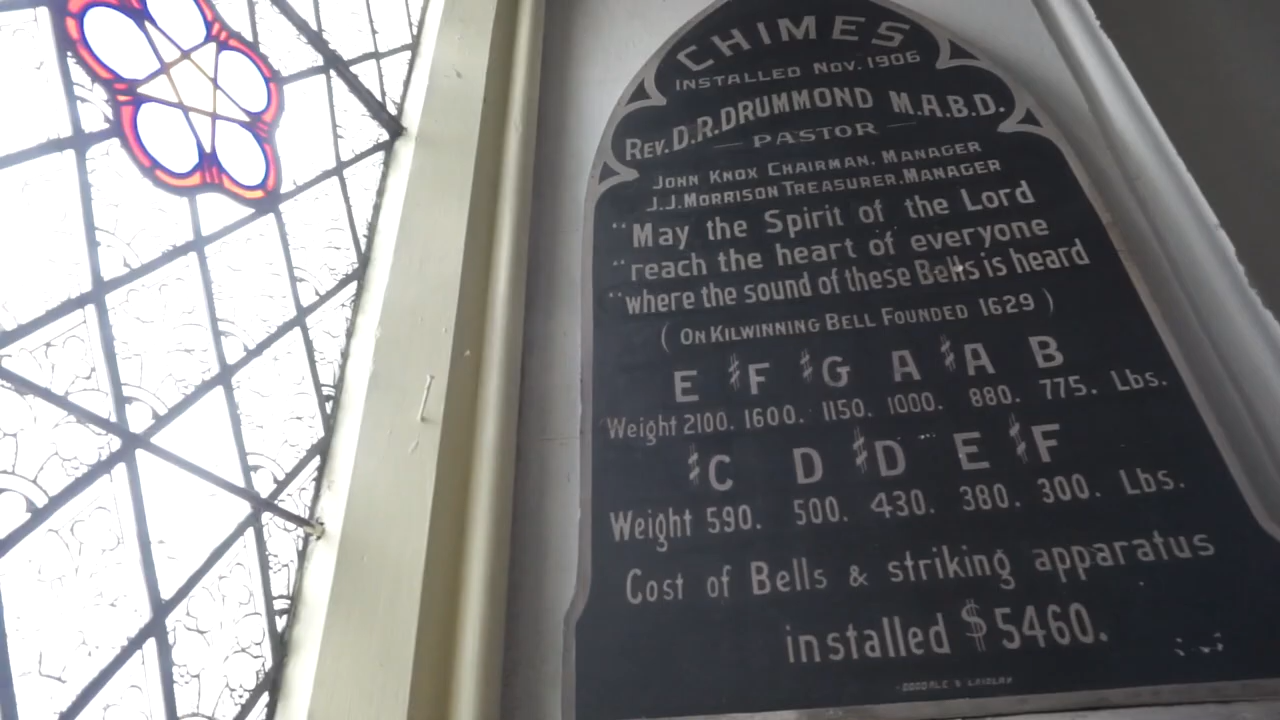 CHIMES
INSTALLED NOV. 1906
REV. D.R. DRUMMOND M.A.B.D.
— PASTOR —
JOHN KNOX CHAIRMAN, MANAGER
J.J. MORRISON TREASURER, MANAGER
"May the Spirit of the Lord
"reach the heart of everyone
"where the sound of these Bells is heard
(ON KILWINNING BELL FOUNDED 1629)
E ♯F ♯G A ♯A B
Weight 2100. 1600. 1150. 1000. 880. 775. Lbs.
♯C D ♯D E ♯F
Weight 590. 500. 430. 380. 300. Lbs.
Cost of Bells & striking apparatus
installed $5460.
& LAIDLAW